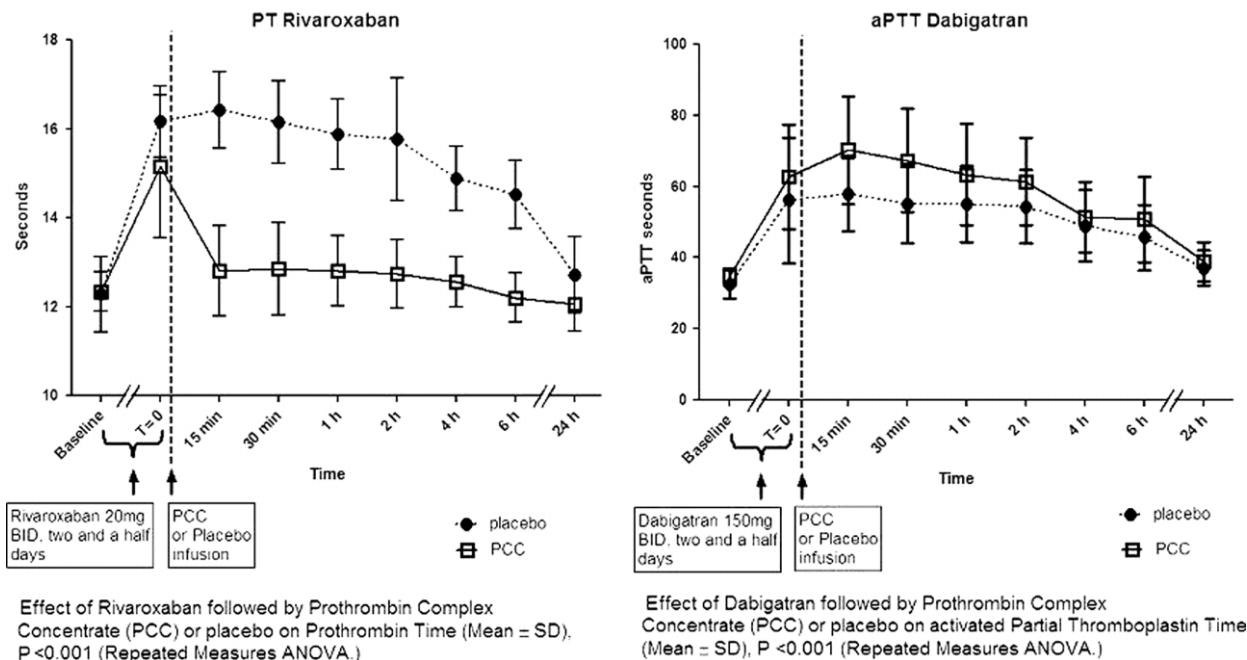 PT Rivaroxaban
18
16
14
12
10
Seconds
Baseline
T= 0
15 min
30 min
1 h
2 h
4 h
6 h
24 h
Time
Rivaroxaban 20mg
BID, two and a half
days
PCC
or Placebo
infusion
placebo
PCC
Effect of Rivaroxaban followed by Prothrombin Complex
Concentrate (PCC) or placebo on Prothrombin Time (Mean ± SD),
P <0.001 (Repeated Measures ANOVA.)
aPTT Dabigatran
100
80
60
40
20
0
aPTT seconds
Baseline
T= 0
15 min
30 min
1 h
2 h
4 h
6 h
24 h
Time
Dabigatran 150mg
BID, two and a half
days
PCC
or Placebo
infusion
placebo
PCC
Effect of Dabigatran followed by Prothrombin Complex
Concentrate (PCC) or placebo on activated Partial Thromboplastin Time
(Mean ± SD), P <0.001 (Repeated Measures ANOVA.)